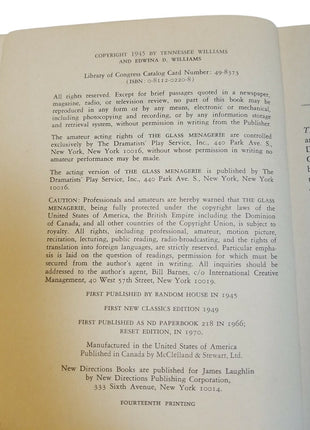 COPYRIGHT 1945 BY TENNESSEE WILLIAMS
AND EDWINA D. WILLIAMS
Library of Congress Catalog Card Number: 49-8373
(ISBN: 0-8112-0220-8)
All rights reserved. Except for brief passages quoted in a newspaper,
magazine, radio, or television review, no part of this book may be
reproduced in any form or by any means, electronic or mechanical,
including photocopying and recording, or by any information storage
and retrieval system, without permission in writing from the Publisher.
The amateur acting rights of THE GLASS MENAGERIE are controlled
exclusively by The Dramatists' Play Service, Inc., 440 Park Ave. S.,
New York, New York 10016, without whose permission in writing no
amateur performance may be made.
The acting version of THE GLASS MENAGERIE is published by The
Dramatists' Play Service, Inc., 440 Park Ave. S., New York, New York
10016.
CAUTION: Professionals and amateurs are hereby warned that THE GLASS
MENAGERIE, being fully protected under the copyright laws of the
United States of America, the British Empire including the Dominion
of Canada, and all other countries of the Copyright Union, is subject to
royalty. All rights, including professional, amateur, motion picture,
recitation, lecturing, public reading, radio-broadcasting, and the rights of
translation into foreign languages, are strictly reserved. Particular empha-
sis is laid on the question of readings, permission for which must be
secured from the author's agent in writing. All inquiries should be
addressed to the author's agent, Bill Barnes, c/o International Creative
Management, 40 West 57th Street, New York 10019.
FIRST PUBLISHED BY RANDOM HOUSE IN 1945
FIRST NEW CLASSICS EDITION 1949
FIRST PUBLISHED AS ND PAPERBOOK 218 IN 1966;
RESET EDITION, IN 1970.
Manufactured in the United States of America
Published in Canada by McClelland & Stewart, Ltd.
New Directions Books are published for James Laughlin
by New Directions Publishing Corporation,
333 Sixth Avenue, New York 10014.
FOURTEENTH PRINTING